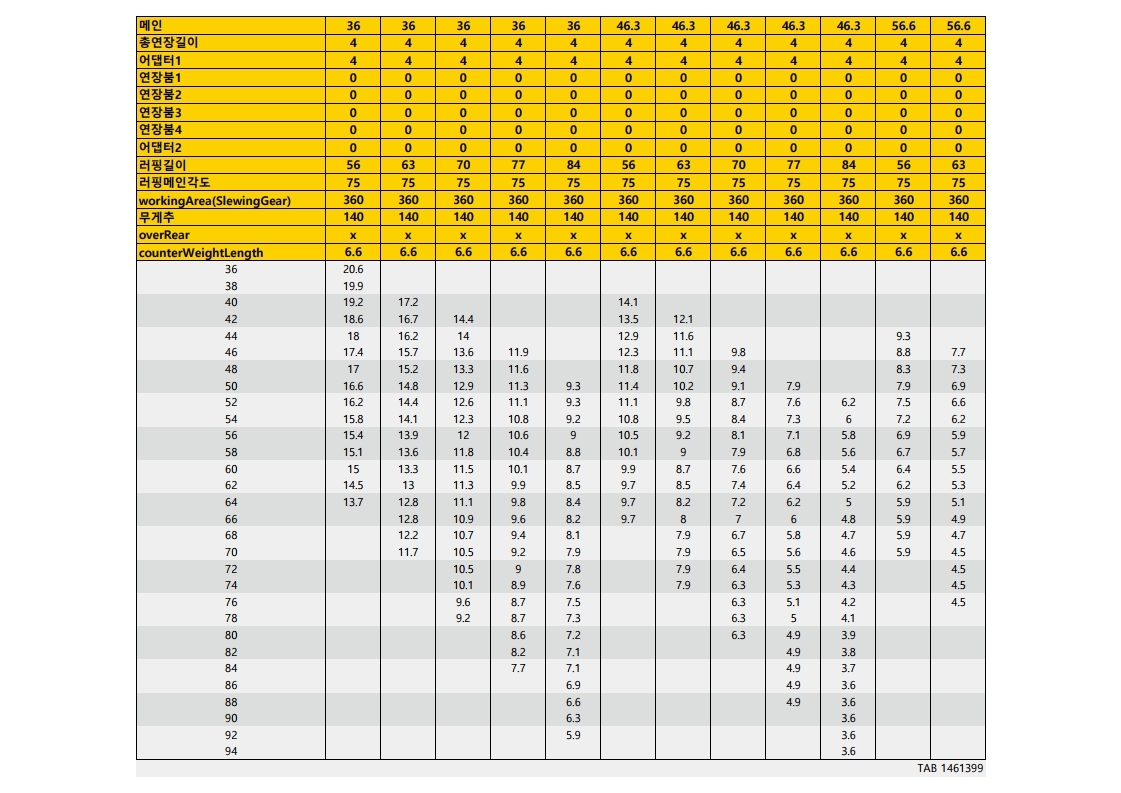 메인 36 36 36 36 36 46.3 46.3 46.3 46.3 46.3 56.6 56.6
총연장길이 4 4 4 4 4 4 4 4 4 4 4 4
어댑터1 4 4 4 4 4 4 4 4 4 4 4 4
연장붐1 0 0 0 0 0 0 0 0 0 0 0 0
연장붐2 0 0 0 0 0 0 0 0 0 0 0 0
연장붐3 0 0 0 0 0 0 0 0 0 0 0 0
연장붐4 0 0 0 0 0 0 0 0 0 0 0 0
어댑터2 0 0 0 0 0 0 0 0 0 0 0 0
러핑길이 56 63 70 77 84 56 63 70 77 84 56 63
러핑메인각도 75 75 75 75 75 75 75 75 75 75 75 75
workingArea(SlewingGear) 360 360 360 360 360 360 360 360 360 360 360 360
무게추 140 140 140 140 140 140 140 140 140 140 140 140
overRear x x x x x x x x x x x x
counterWeightLength 6.6 6.6 6.6 6.6 6.6 6.6 6.6 6.6 6.6 6.6 6.6 6.6
36 20.6
38 19.9
40 19.2 17.2 14.1
42 18.6 16.7 14.4 13.5 12.1
44 18 16.2 14 12.9 11.6 9.3
46 17.4 15.7 13.6 11.9 12.3 11.1 9.8 8.8 7.7
48 17 15.2 13.3 11.6 11.8 10.7 9.4 8.3 7.3
50 16.6 14.8 12.9 11.3 9.3 11.4 10.2 9.1 7.9 7.9 6.9
52 16.2 14.4 12.6 11.1 9.3 11.1 9.8 8.7 7.6 6.2 7.5 6.6
54 15.8 14.1 12.3 10.8 9.2 10.8 9.5 8.4 7.3 6 7.2 6.2
56 15.4 13.9 12 10.6 9 10.5 9.2 8.1 7.1 5.8 6.9 5.9
58 15.1 13.6 11.8 10.4 8.8 10.1 9 7.9 6.8 5.6 6.7 5.7
60 15 13.3 11.5 10.1 8.7 9.9 8.7 7.6 6.6 5.4 6.4 5.5
62 14.5 13 11.3 9.9 8.5 9.7 8.5 7.4 6.4 5.2 6.2 5.3
64 13.7 12.8 11.1 9.8 8.4 9.7 8.2 7.2 6.2 5 5.9 5.1
66 12.8 10.9 9.6 8.2 9.7 8 7 6 4.8 5.9 4.9
68 12.2 10.7 9.4 8.1 7.9 6.7 5.8 4.7 5.9 4.7
70 11.7 10.5 9.2 7.9 7.9 6.5 5.6 4.6 5.9 4.5
72 10.5 9 7.8 7.9 6.4 5.5 4.4 4.5
74 10.1 8.9 7.6 7.9 6.3 5.3 4.3 4.5
76 9.6 8.7 7.5 6.3 5.1 4.2 4.5
78 9.2 8.7 7.3 6.3 5 4.1
80 8.6 7.2 6.3 4.9 3.9
82 8.2 7.1 4.9 3.8
84 7.7 7.1 4.9 3.7
86 6.9 4.9 3.6
88 6.6 4.9 3.6
90 6.3 3.6
92 5.9 3.6
94 3.6
TAB 1461399